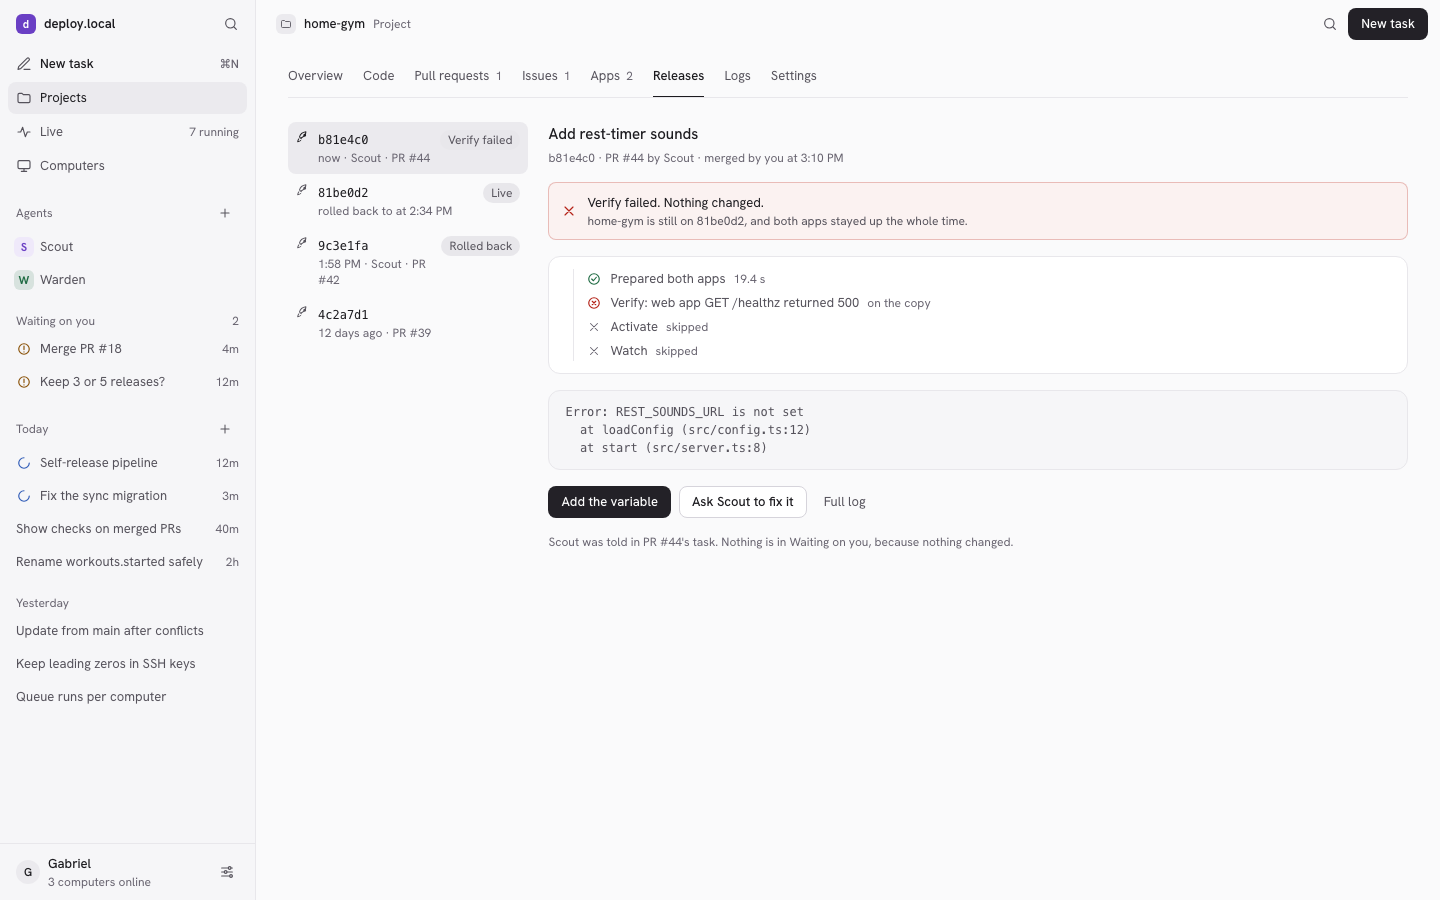 d deploy.local
New task ⌘N
Projects
Live 7 running
Computers
Agents
S Scout
W Warden
Waiting on you 2
Merge PR #18 4m
Keep 3 or 5 releases? 12m
Today
Self-release pipeline 12m
Fix the sync migration 3m
Show checks on merged PRs 40m
Rename workouts.started safely 2h
Yesterday
Update from main after conflicts
Keep leading zeros in SSH keys
Queue runs per computer
G Gabriel
3 computers online
home-gym Project
New task
Overview Code Pull requests 1 Issues 1 Apps 2 Releases Logs Settings
b81e4c0 Verify failed
now · Scout · PR #44
81be0d2 Live
rolled back to at 2:34 PM
9c3e1fa Rolled back
1:58 PM · Scout · PR
#42
4c2a7d1
12 days ago · PR #39
Add rest-timer sounds
b81e4c0 · PR #44 by Scout · merged by you at 3:10 PM
Verify failed. Nothing changed.
home-gym is still on 81be0d2, and both apps stayed up the whole time.
Prepared both apps 19.4 s
Verify: web app GET /healthz returned 500 on the copy
Activate skipped
Watch skipped
Error: REST_SOUNDS_URL is not set
at loadConfig (src/config.ts:12)
at start (src/server.ts:8)
Add the variable Ask Scout to fix it Full log
Scout was told in PR #44's task. Nothing is in Waiting on you, because nothing changed.